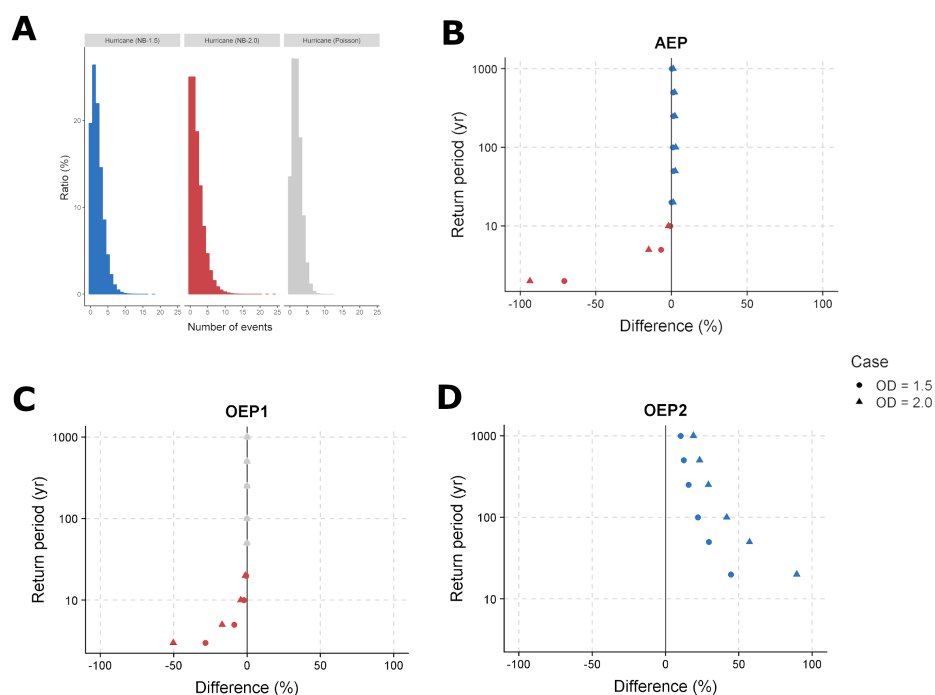 A
Hurricane (NB-1.5)
Hurricane (NB-2.0)
Hurricane (Poisson)
Ratio (%)
20
10
0
0 5 10 15 20 25
0 5 10 15 20 25
0 5 10 15 20 25
Number of events
B
AEP
Return period (yr)
1000
100
10
-100 -50 0 50 100
Difference (%)
C
OEP1
Return period (yr)
1000
100
10
-100 -50 0 50 100
Difference (%)
D
OEP2
Return period (yr)
1000
100
10
-100 -50 0 50 100
Difference (%)
Case
OD = 1.5
OD = 2.0